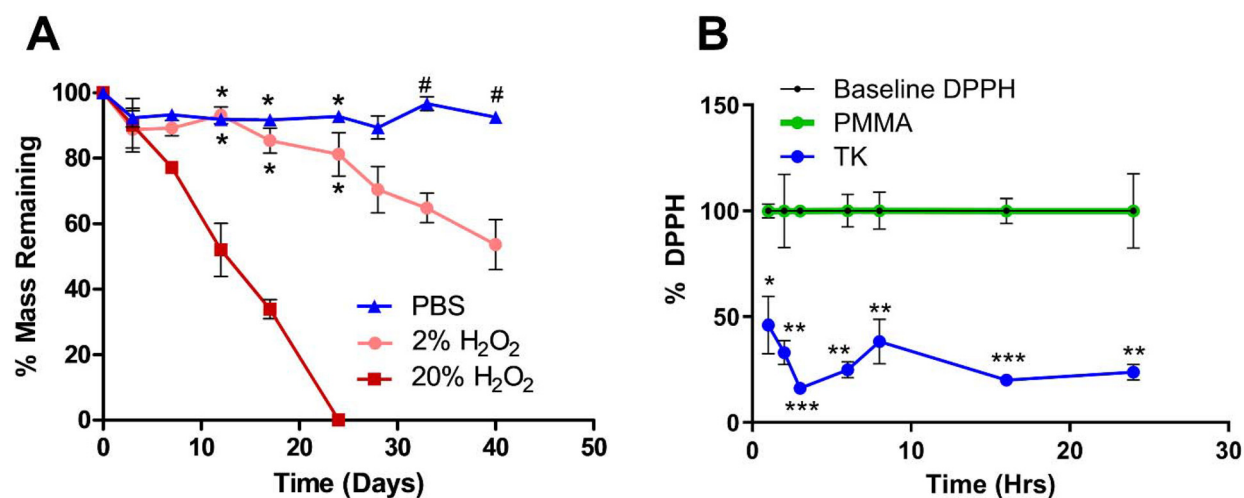 A
% Mass Remaining
100
80
60
40
20
0
* * * # #
* * *
PBS
2% H₂O₂
20% H₂O₂
0 10 20 30 40 50
Time (Days)
B
Baseline DPPH
PMMA
TK
% DPPH
150
100
50
0
* ** *** ** ** *** **
0 10 20 30
Time (Hrs)